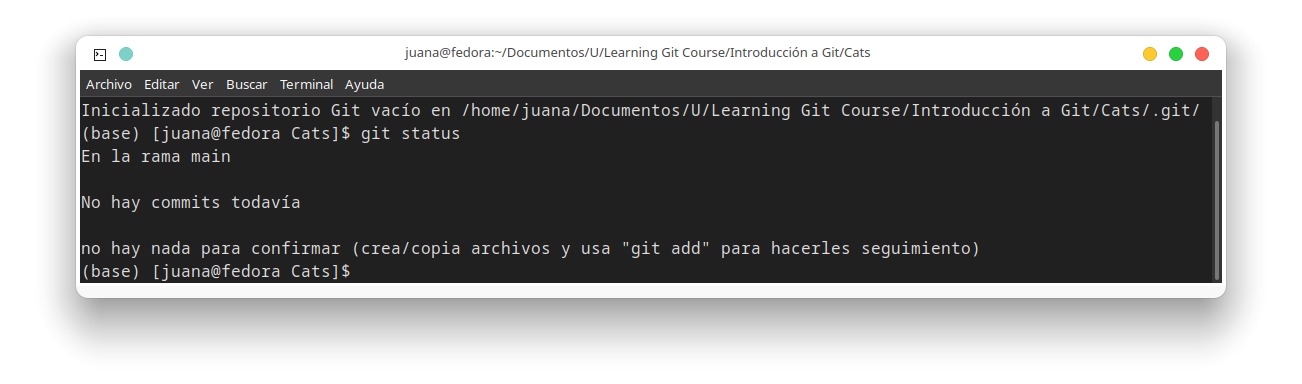 juana@fedora:~/Documentos/U/Learning Git Course/Introducción a Git/Cats
Archivo Editar Ver Buscar Terminal Ayuda
Inicializado repositorio Git vacío en /home/juana/Documentos/U/Learning Git Course/Introducción a Git/Cats/.git/
(base) [juana@fedora Cats]$ git status
En la rama main
No hay commits todavía
no hay nada para confirmar (crea/copia archivos y usa "git add" para hacerles seguimiento)
(base) [juana@fedora Cats]$